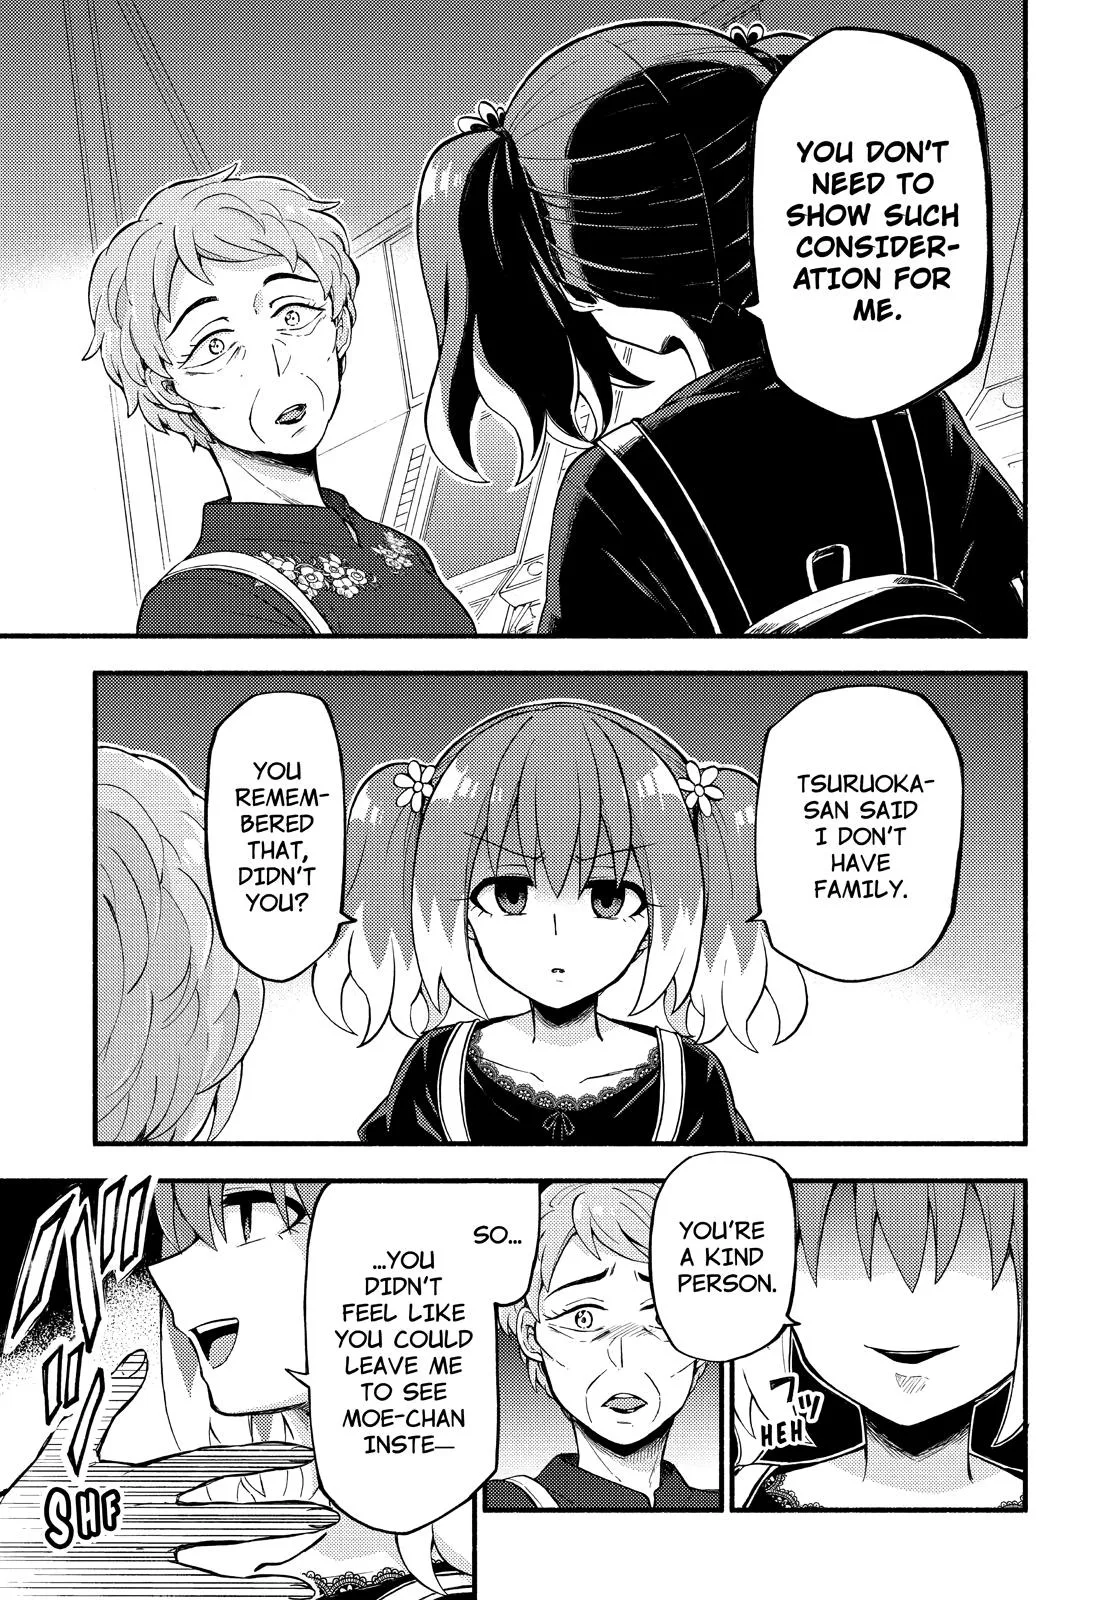 YOU DON'T
NEED TO
SHOW SUCH
CONSIDER-
ATION FOR
ME.
TSURUOKA-
SAN SAID
I DON'T
HAVE
FAMILY.
YOU
REMEM-
BERED
THAT,
DIDN'T
YOU?
フッ
HEH
YOU'RE
A KIND
PERSON.
SO...
...YOU
DIDN'T
FEEL LIKE
YOU COULD
LEAVE ME
TO SEE
MOE-CHAN
INSTE—
SHF